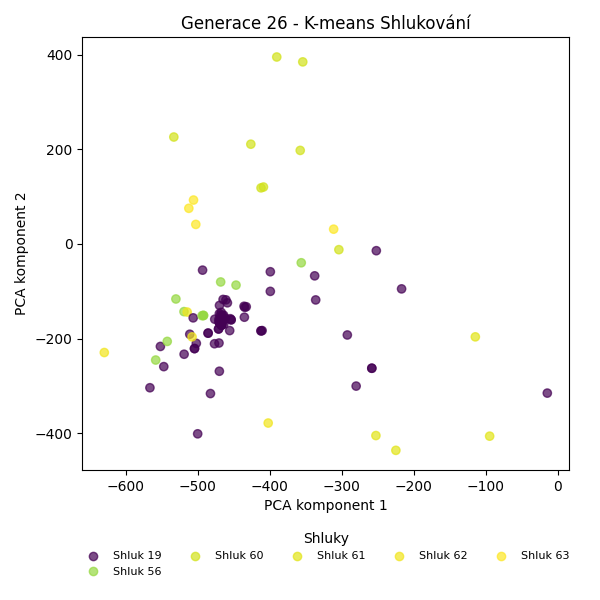 Generace 26 - K-means Shlukování
400
200
0
−200
−400
PCA komponent 2
−600
−500
−400
−300
−200
−100
0
PCA komponent 1
Shluky
Shluk 19
Shluk 60
Shluk 61
Shluk 62
Shluk 63
Shluk 56